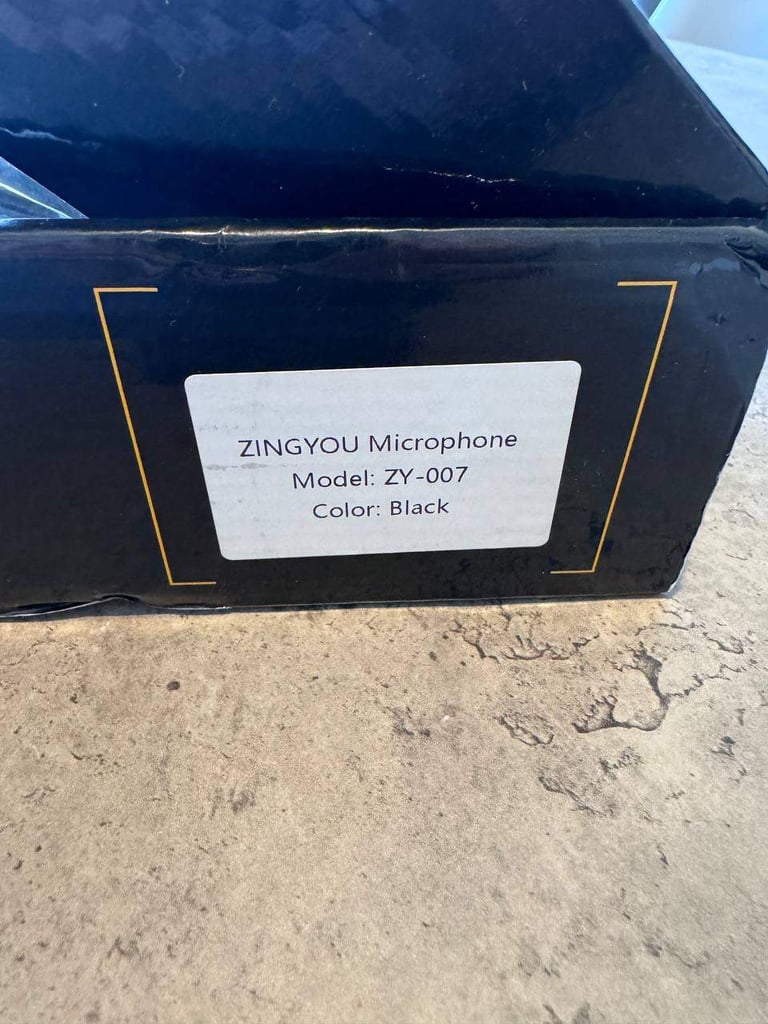 ZINGYOU Microphone
Model: ZY-007
Color: Black